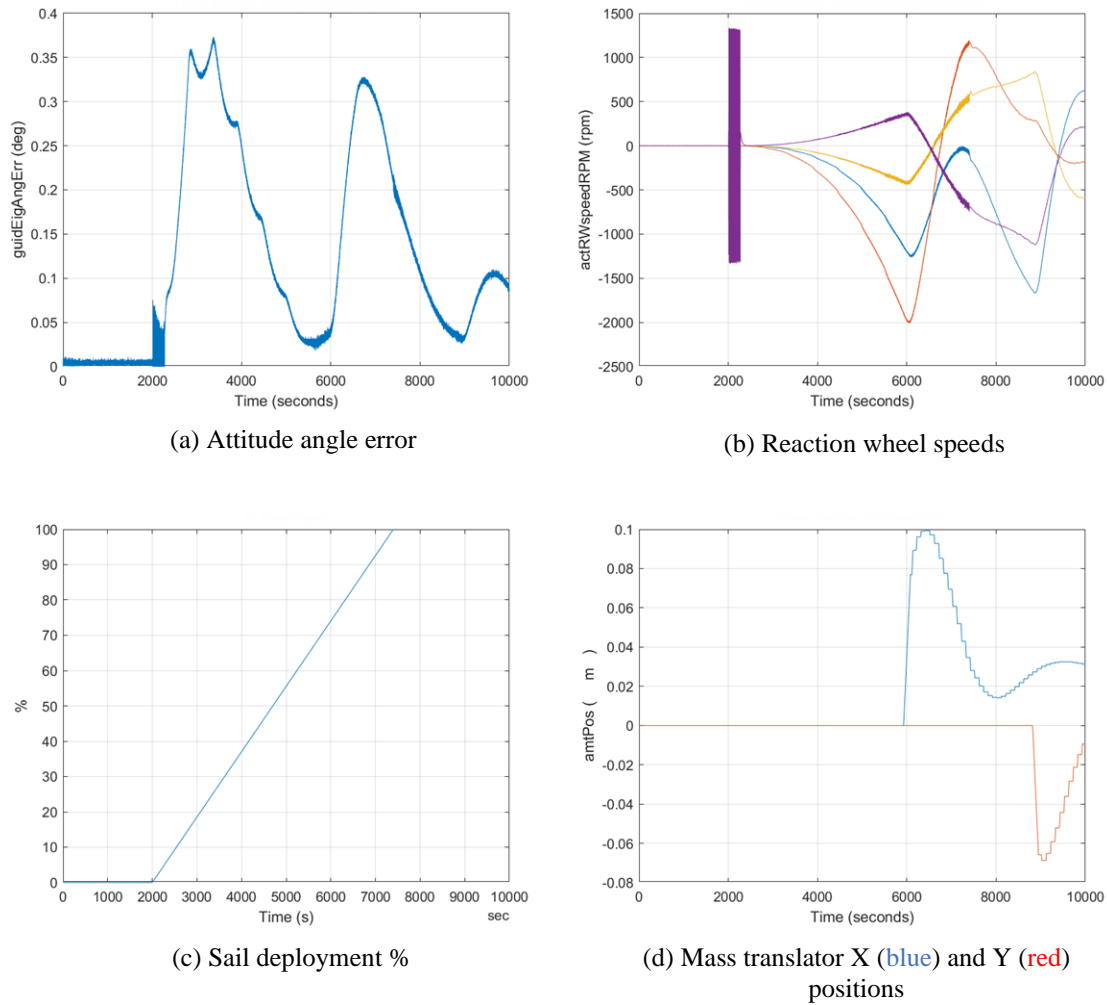 0.4
0.35
0.3
0.25
0.2
0.15
0.1
0.05
0
guidEigAngErr (deg)
0 2000 4000 6000 8000 10000
Time (seconds)
(a) Attitude angle error
1500
1000
500
0
-500
-1000
-1500
-2000
-2500
actRWspeedRPM (rpm)
0 2000 4000 6000 8000 10000
Time (seconds)
(b) Reaction wheel speeds
100
90
80
70
60
50
40
30
20
10
0
%
0 1000 2000 3000 4000 5000 6000 7000 8000 9000 10000
Time (s) sec
(c) Sail deployment %
0.1
0.08
0.06
0.04
0.02
0
-0.02
-0.04
-0.06
-0.08
amtPos ( m )
0 2000 4000 6000 8000 10000
Time (seconds)
(d) Mass translator X (blue) and Y (red)
positions